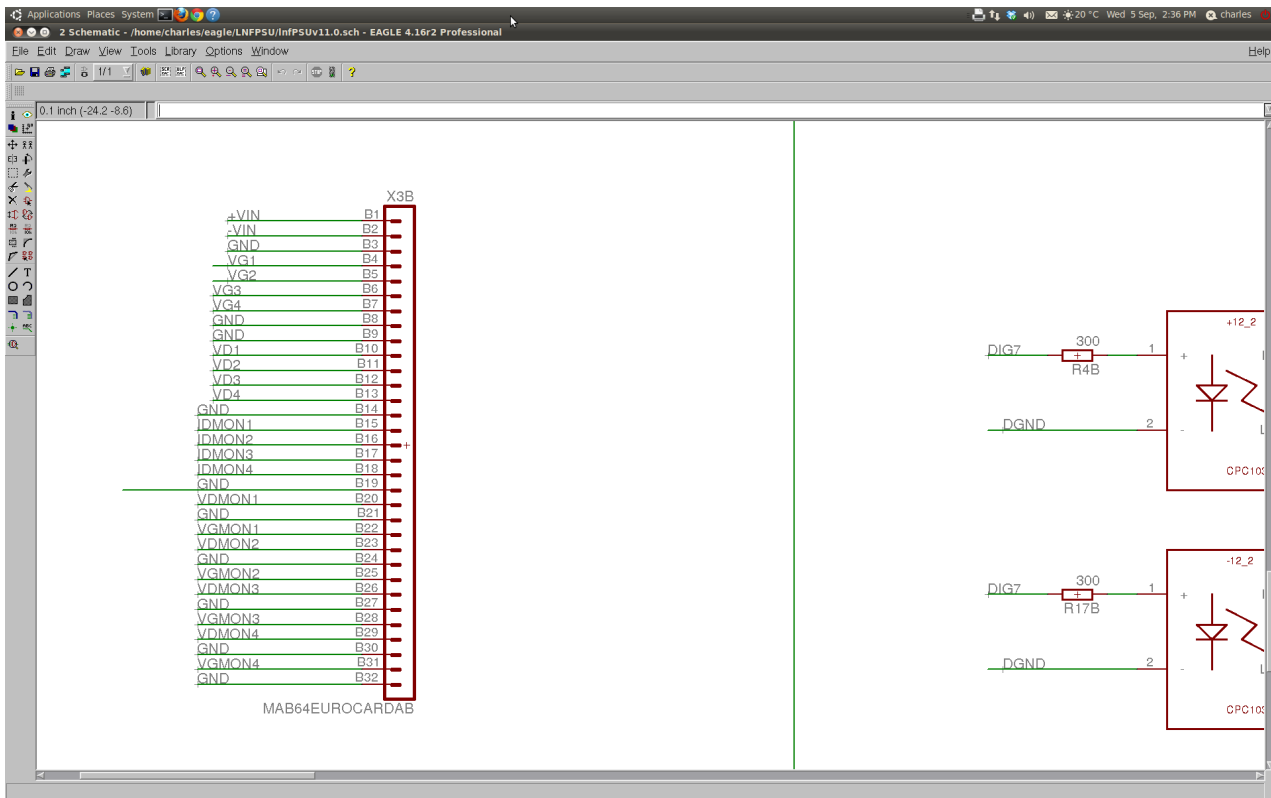 Applications Places System
20 °C Wed 5 Sep, 2:36 PM charles
2 Schematic - /home/charles/eagle/LNFPSU/lnfPSUv11.0.sch - EAGLE 4.16r2 Professional
File Edit Draw View Tools Library Options Window Help
1/1
0.1 inch (-24.2 -8.6)
X3B
+VIN B1
-VIN B2
GND B3
VG1 B4
VG2 B5
VG3 B6
VG4 B7
GND B8
GND B9
VD1 B10
VD2 B11
VD3 B12
VD4 B13
GND B14
IDMON1 B15
IDMON2 B16
IDMON3 B17
IDMON4 B18
GND B19
VDMON1 B20
GND B21
VGMON1 B22
VDMON2 B23
GND B24
VGMON2 B25
VDMON3 B26
GND B27
VGMON3 B28
VDMON4 B29
GND B30
VGMON4 B31
GND B32
MAB64EUROCARDAB
+12_2
DIG7 300 1 +
R4B
DGND 2 -
CPC10
-12_2
DIG7 300 1 +
R17B
DGND 2 -
CPC10